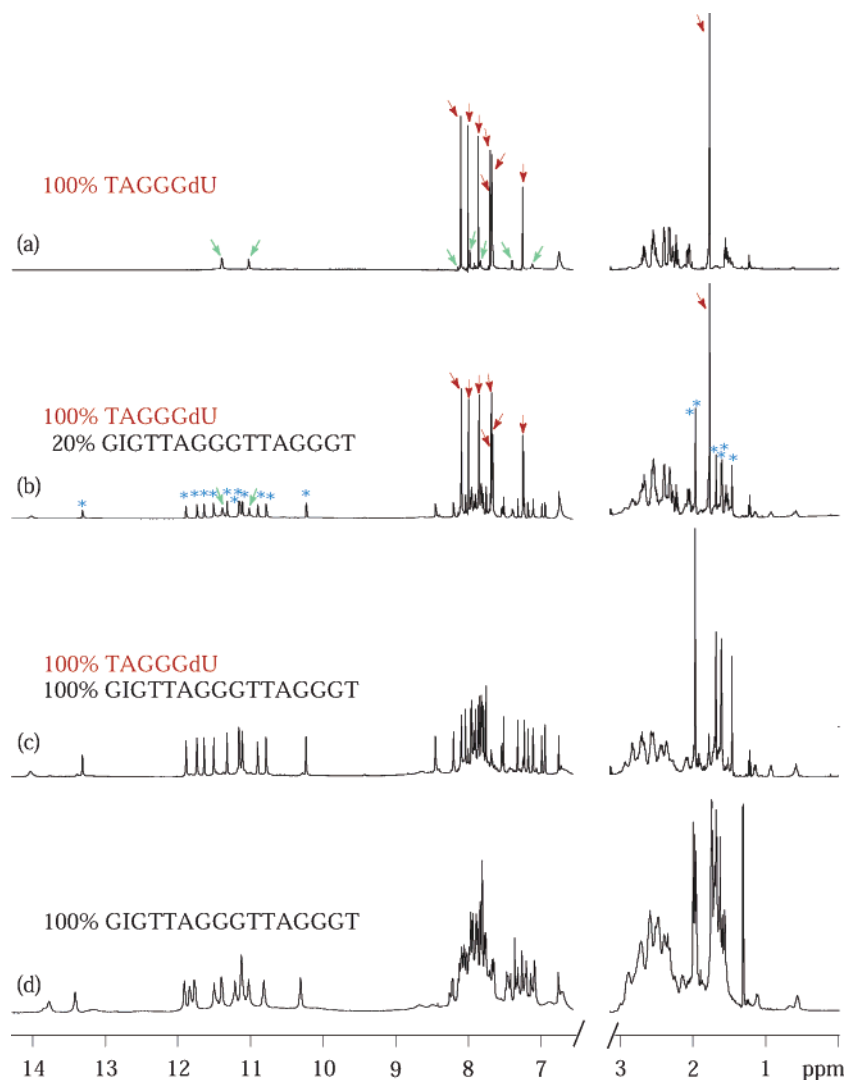 100% TAGGGdU
(a)
100% TAGGGdU
20% GIGTTAGGGTTAGGGT
(b)
* * * * * * * * * * * *
* * * * * *
100% TAGGGdU
100% GIGTTAGGGTTAGGGT
(c)
100% GIGTTAGGGTTAGGGT
(d)
14 13 12 11 10 9 8 7 3 2 1 ppm